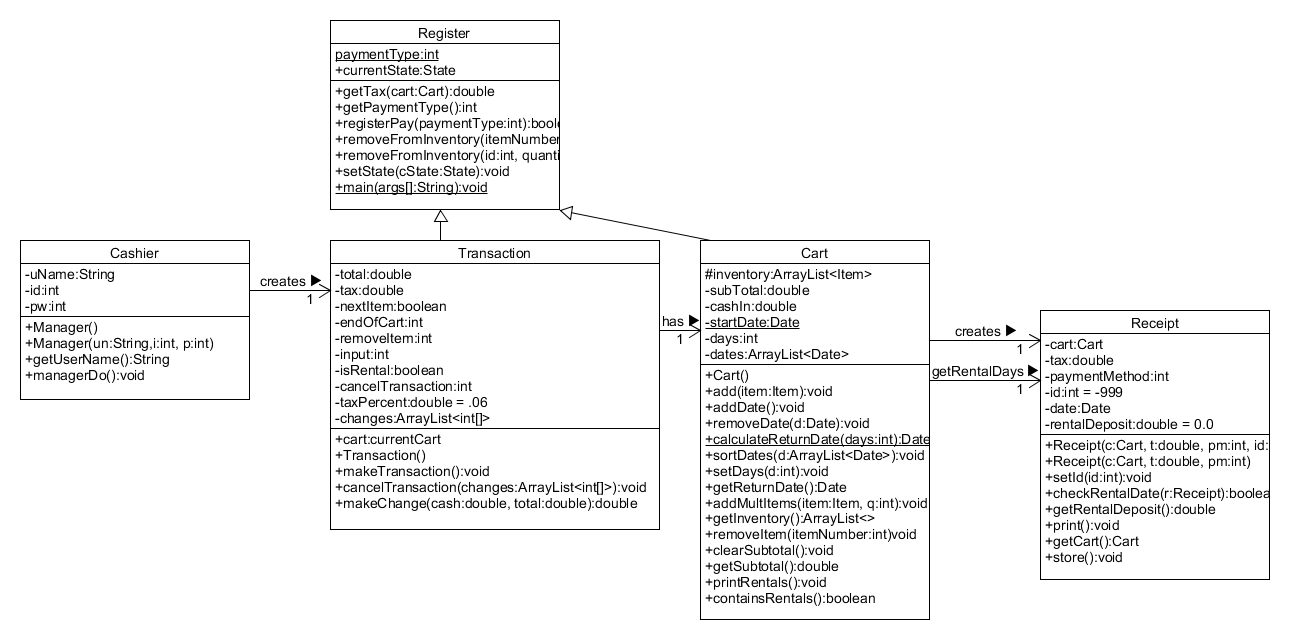 Register
paymentType:int
+currentState:State
+getTax(cart:Cart):double
+getPaymentType():int
+registerPay(paymentType:int):boole
+removeFromInventory(itemNumber
+removeFromInventory(id:int, quanti
+setState(cState:State):void
+main(args[]:String):void
Cashier
-uName:String
-id:int
-pw:int
+Manager()
+Manager(un:String,i:int, p:int)
+getUserName():String
+managerDo():void
creates
1
Transaction
-total:double
-tax:double
-nextItem:boolean
-endOfCart:int
-removeItem:int
-input:int
-isRental:boolean
-cancelTransaction:int
-taxPercent:double = .06
-changes:ArrayList<int[]>
+cart:currentCart
+Transaction()
+makeTransaction():void
+cancelTransaction(changes:ArrayList<int[]>):void
+makeChange(cash:double, total:double):double
has
1
Cart
#inventory:ArrayList<Item>
-subTotal:double
-cashIn:double
-startDate:Date
-days:int
-dates:ArrayList<Date>
+Cart()
+add(item:Item):void
+addDate():void
+removeDate(d:Date):void
+calculateReturnDate(days:int):Date
+sortDates(d:ArrayList<Date>):void
+setDays(d:int):void
+getReturnDate():Date
+addMultItems(item:Item, q:int):void
+getInventory():ArrayList<>
+removeItem(itemNumber:int)void
+clearSubtotal():void
+getSubtotal():double
+printRentals():void
+containsRentals():boolean
creates
1
getRentalDays
1
Receipt
-cart:Cart
-tax:double
-paymentMethod:int
-id:int = -999
-date:Date
-rentalDeposit:double = 0.0
+Receipt(c:Cart, t:double, pm:int, id:
+Receipt(c:Cart, t:double, pm:int)
+setId(id:int):void
+checkRentalDate(r:Receipt):boolea
+getRentalDeposit():double
+print():void
+getCart():Cart
+store():void